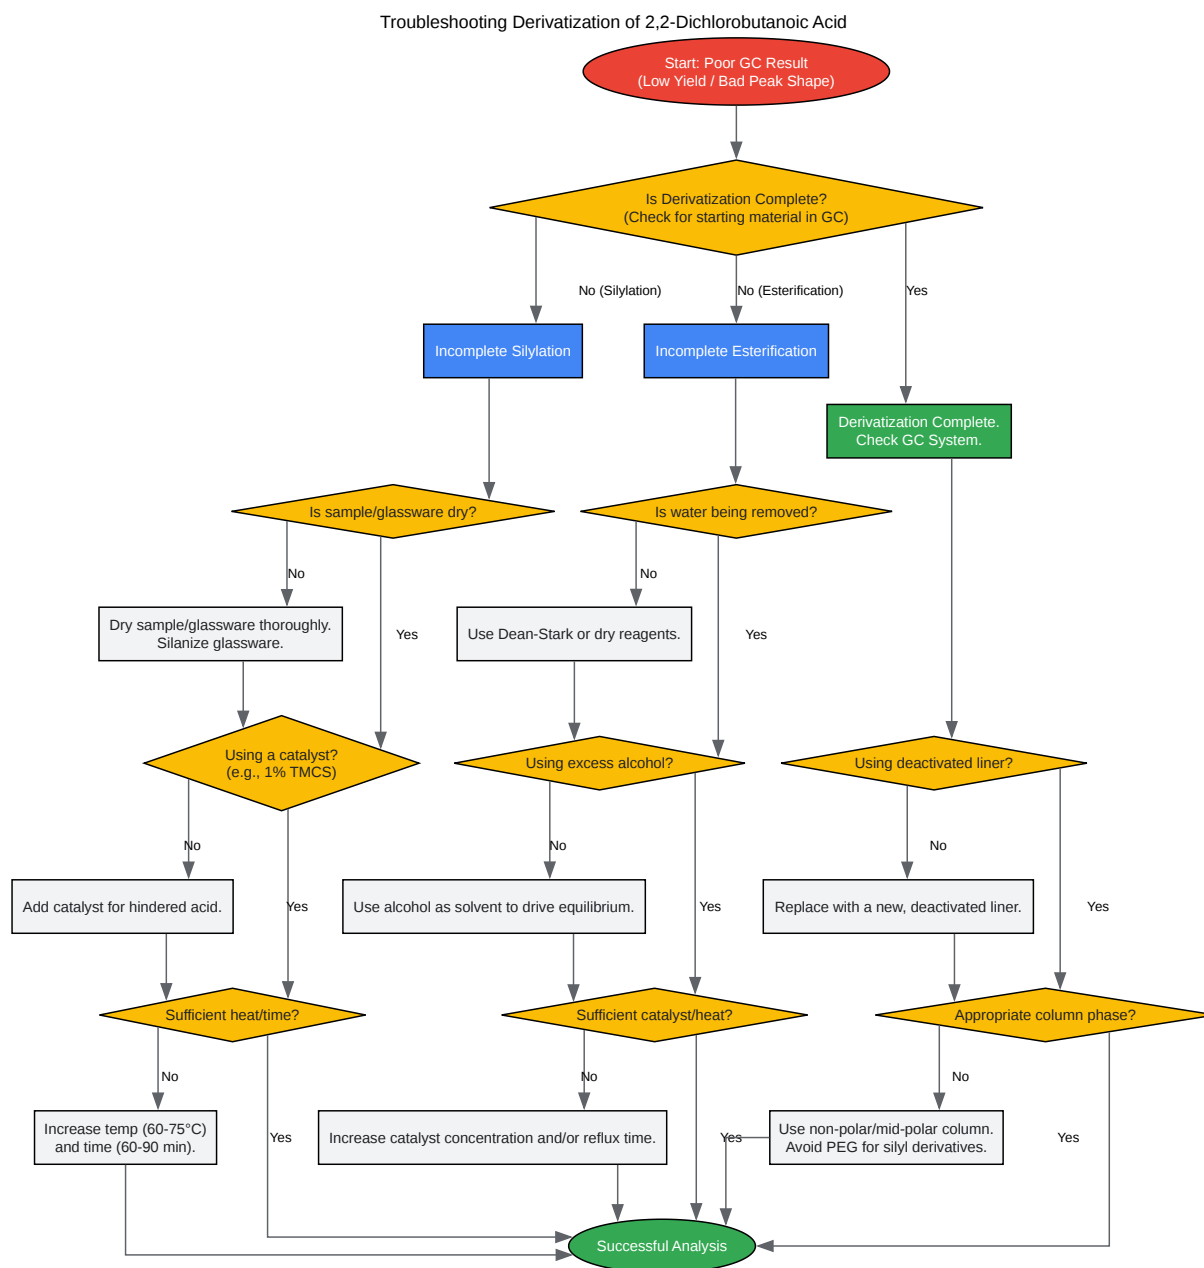 Troubleshooting Derivatization of 2,2-Dichlorobutanoic Acid
Start: Poor GC Result
(Low Yield / Bad Peak Shape)
Is Derivatization Complete?
(Check for starting material in GC)
No (Silylation)
No (Esterification)
Yes
Incomplete Silylation
Incomplete Esterification
Derivatization Complete.
Check GC System.
Is sample/glassware dry?
Is water being removed?
No
No
Dry sample/glassware thoroughly.
Silanize glassware.
Yes
Use Dean-Stark or dry reagents.
Yes
Using a catalyst?
(e.g., 1% TMCS)
Using excess alcohol?
Using deactivated liner?
No
No
No
Add catalyst for hindered acid.
Yes
Use alcohol as solvent to drive equilibrium.
Yes
Replace with a new, deactivated liner.
Yes
Sufficient heat/time?
Sufficient catalyst/heat?
Appropriate column phase?
No
No
No
Increase temp (60-75°C)
and time (60-90 min).
Yes
Increase catalyst concentration and/or reflux time.
Yes
Use non-polar/mid-polar column.
Avoid PEG for silyl derivatives.
Yes
Successful Analysis